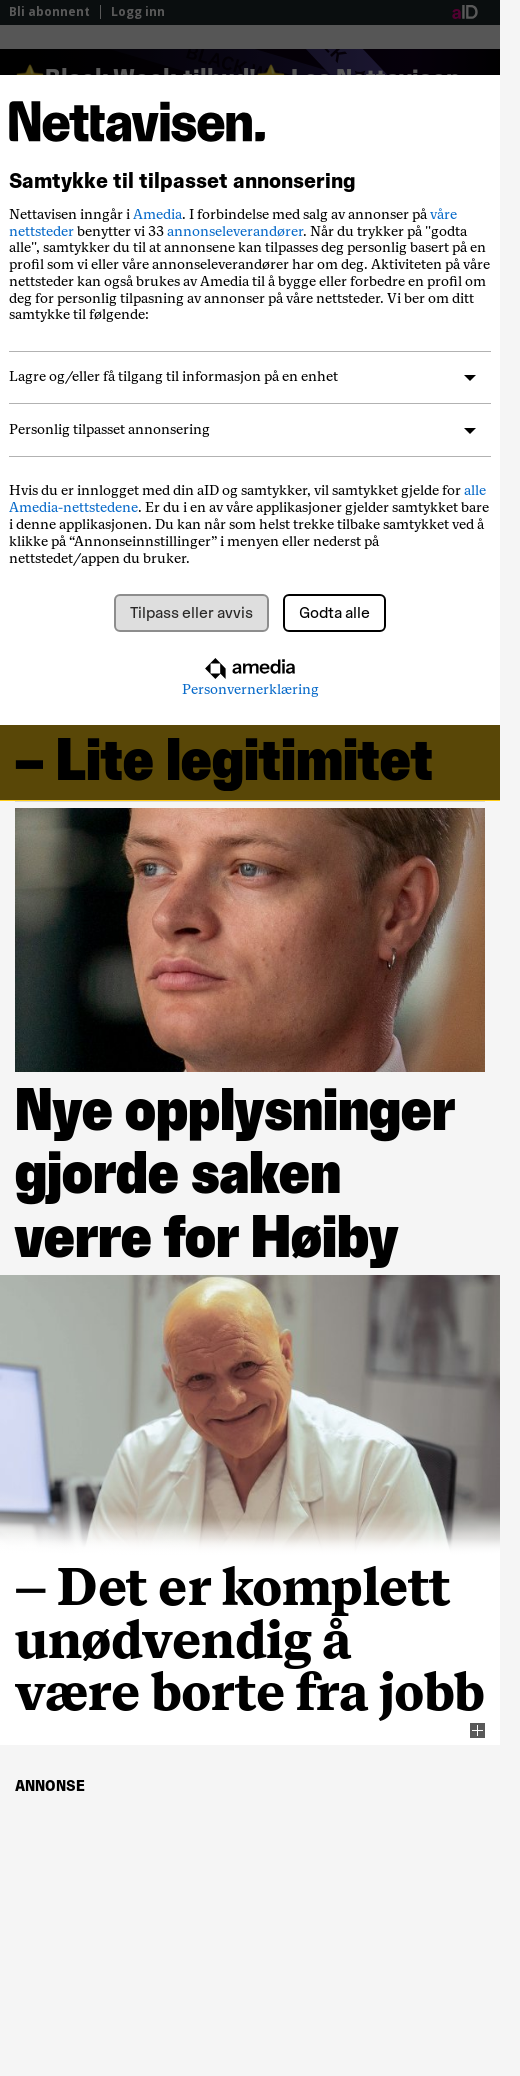 Bli abonnent
Logg inn
aID
Nettavisen.
Samtykke til tilpasset annonsering
Nettavisen inngår i Amedia. I forbindelse med salg av annonser på våre
nettsteder benytter vi 33 annonseleverandører. Når du trykker på "godta
alle", samtykker du til at annonsene kan tilpasses deg personlig basert på en
profil som vi eller våre annonseleverandører har om deg. Aktiviteten på våre
nettsteder kan også brukes av Amedia til å bygge eller forbedre en profil om
deg for personlig tilpasning av annonser på våre nettsteder. Vi ber om ditt
samtykke til følgende:
Lagre og/eller få tilgang til informasjon på en enhet
Personlig tilpasset annonsering
Hvis du er innlogget med din aID og samtykker, vil samtykket gjelde for alle
Amedia-nettstedene. Er du i en av våre applikasjoner gjelder samtykket bare
i denne applikasjonen. Du kan når som helst trekke tilbake samtykket ved å
klikke på “Annonseinnstillinger” i menyen eller nederst på
nettstedet/appen du bruker.
Tilpass eller avvis
Godta alle
amedia
Personvernerklæring
– Lite legitimitet
Nye opplysninger
gjorde saken
verre for Høiby
– Det er komplett
unødvendig å
være borte fra jobb
ANNONSE